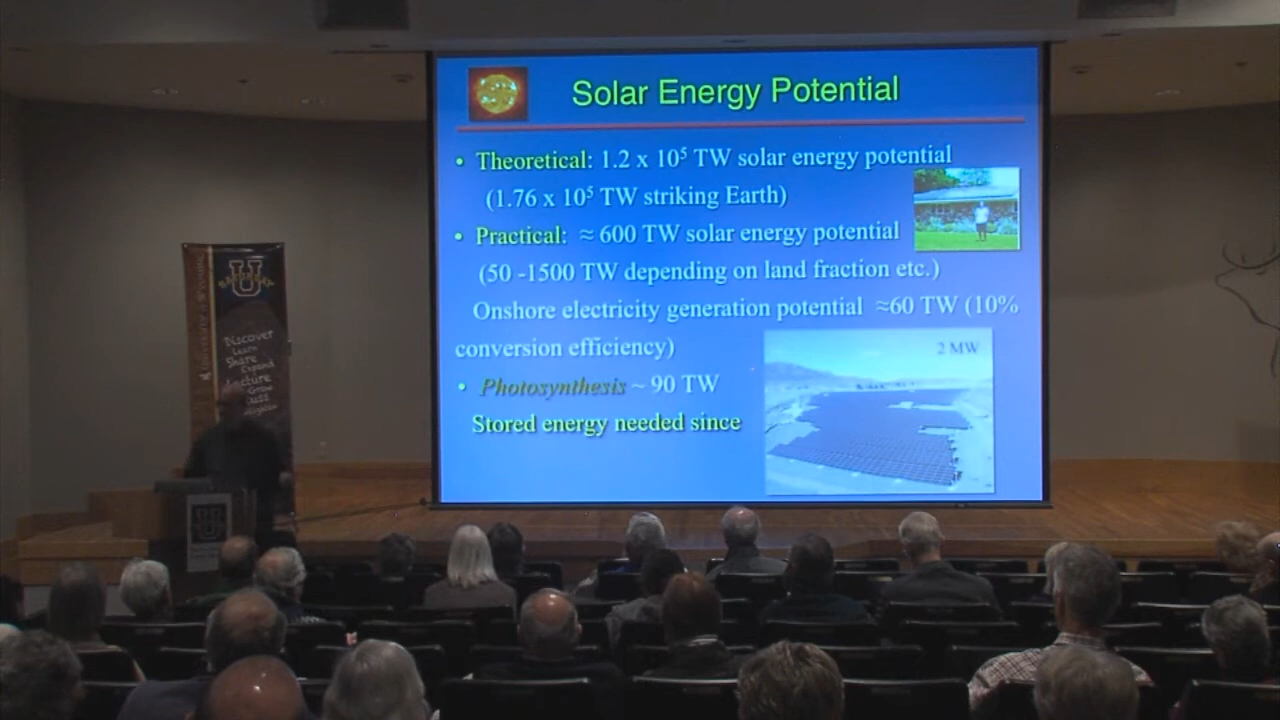 Solar Energy Potential
• Theoretical: 1.2 x 10⁵ TW solar energy potential
(1.76 x 10⁵ TW striking Earth)
• Practical: ≈ 600 TW solar energy potential
(50 -1500 TW depending on land fraction etc.)
Onshore electricity generation potential ≈60 TW (10%
conversion efficiency)
2 MW
• Photosynthesis ~ 90 TW
Stored energy needed since
U
SATURDAY
Discover
Learn
Share
Expand
Lecture
Grow
U